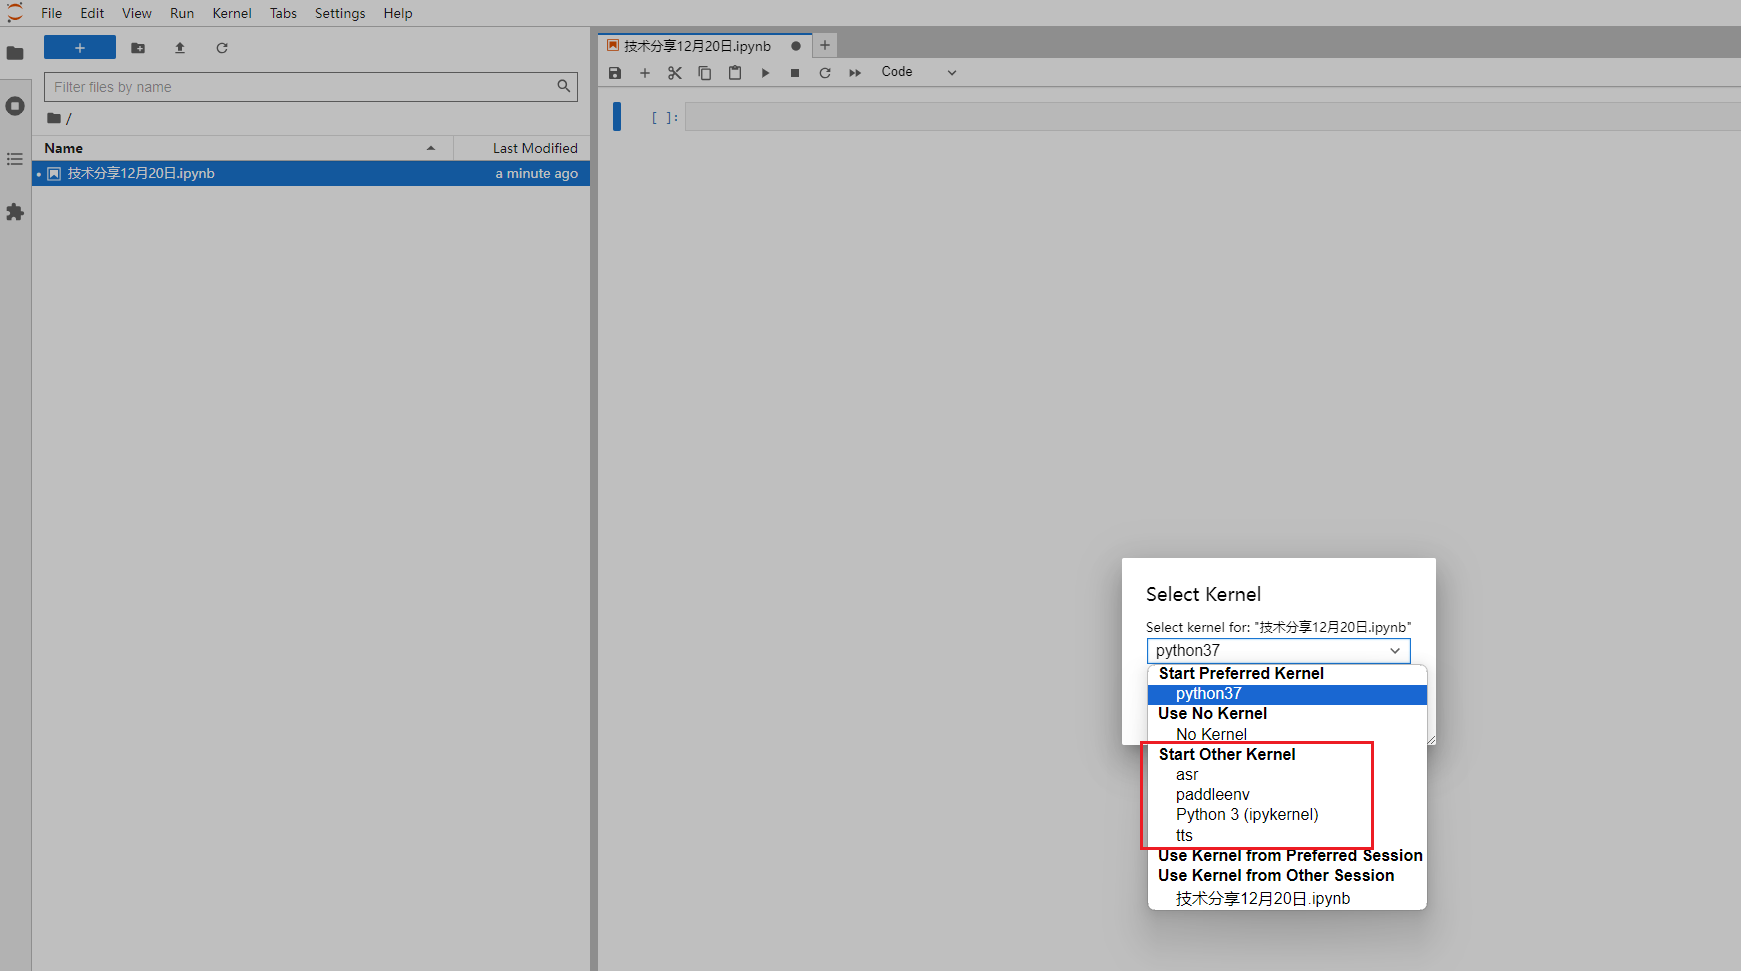 File Edit View Run Kernel Tabs Settings Help
+
Filter files by name
/
Name Last Modified
技术分享12月20日.ipynb a minute ago
技术分享12月20日.ipynb
Code
[ ]:
Select Kernel
Select kernel for: "技术分享12月20日.ipynb"
python37
Start Preferred Kernel
python37
Use No Kernel
No Kernel
Start Other Kernel
asr
paddleenv
Python 3 (ipykernel)
tts
Use Kernel from Preferred Session
Use Kernel from Other Session
技术分享12月20日.ipynb